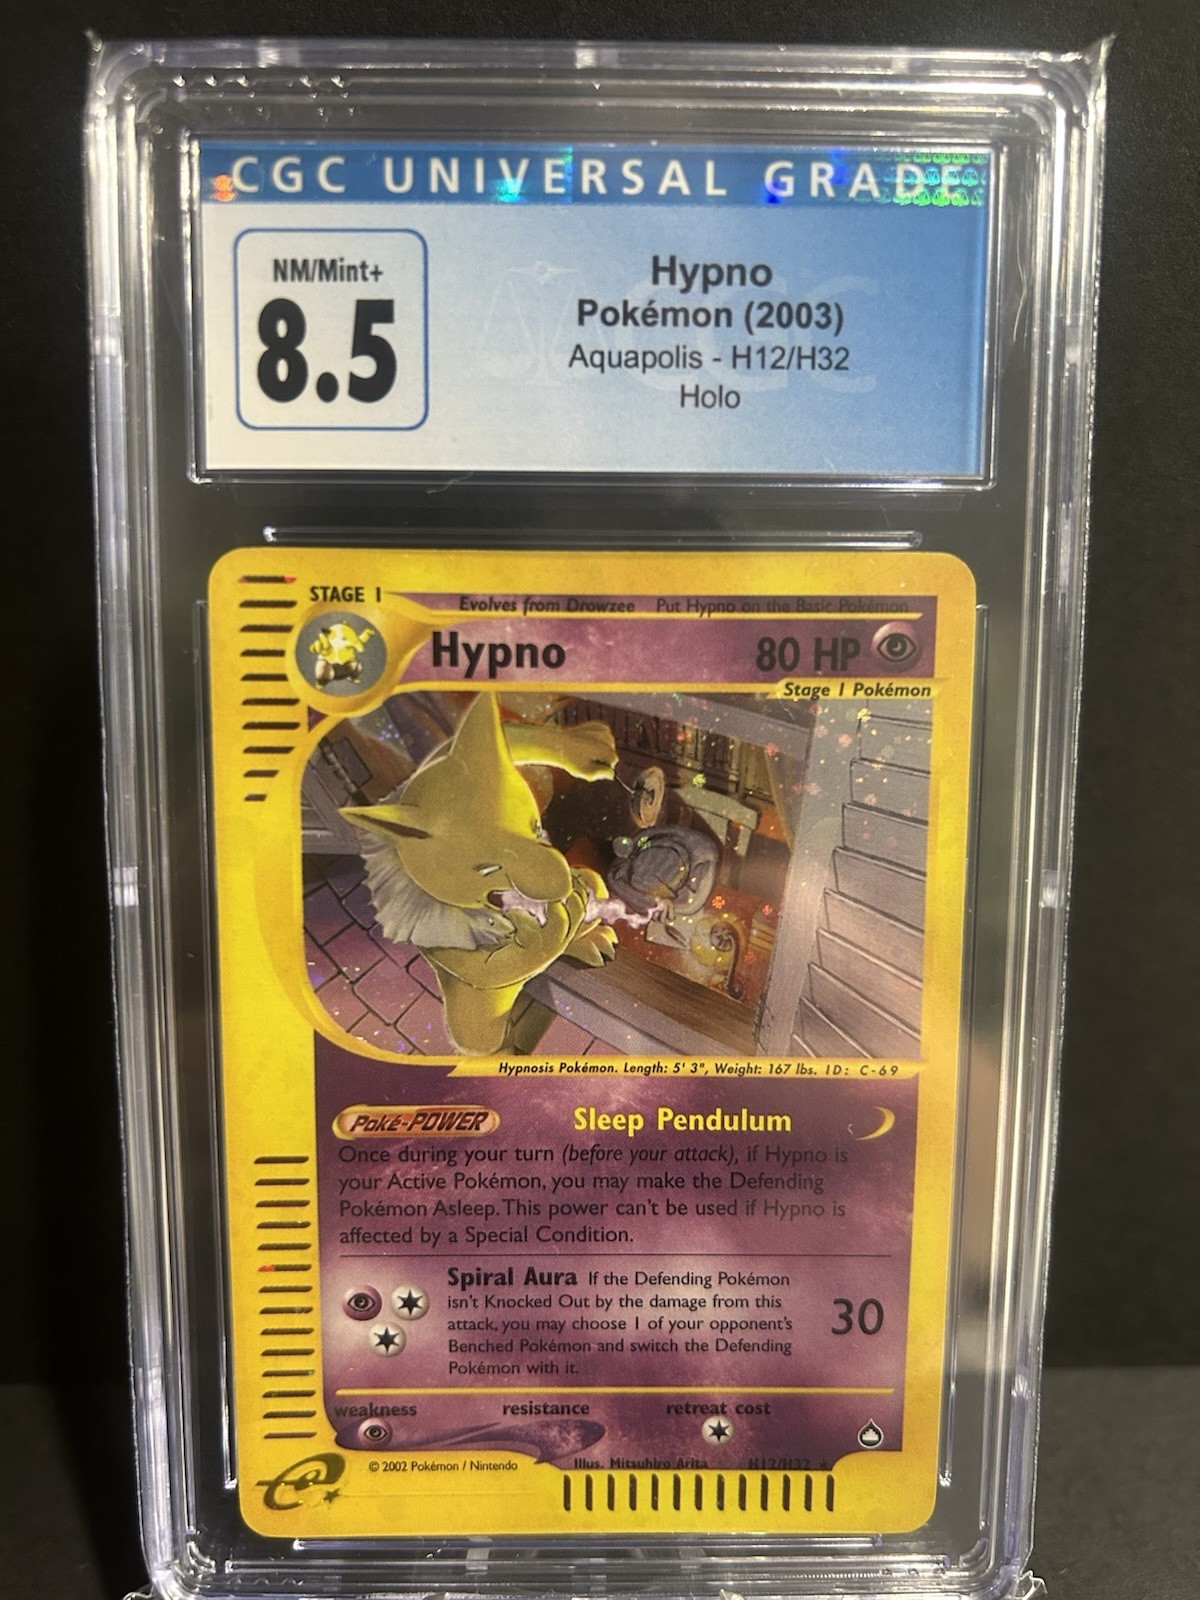 CGC UNIVERSAL GRADE
NM/Mint+
8.5
Hypno
Pokémon (2003)
Aquapolis - H12/H32
Holo
STAGE 1
Evolves from Drowzee Put Hypno on the Basic Pokémon
Hypno
80 HP
Stage 1 Pokémon
Hypnosis Pokémon. Length: 5' 3", Weight: 167 lbs. ID: C-69
Poké-POWER Sleep Pendulum
Once during your turn (before your attack), if Hypno is
your Active Pokémon, you may make the Defending
Pokémon Asleep. This power can't be used if Hypno is
affected by a Special Condition.
Spiral Aura If the Defending Pokémon
isn't Knocked Out by the damage from this
attack, you may choose 1 of your opponent's
Benched Pokémon and switch the Defending
Pokémon with it.
30
weakness resistance retreat cost
© 2002 Pokémon / Nintendo Illus. Mitsuhiro Arita H12/H32
e